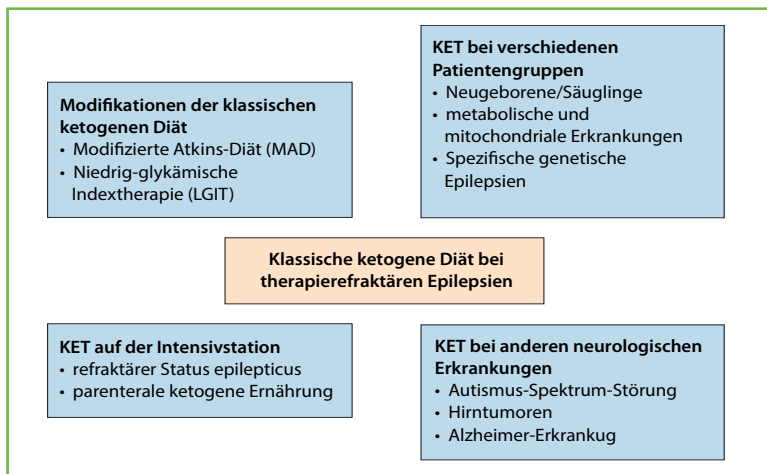 Modifikationen der klassischen
ketogenen Diät
• Modifizierte Atkins-Diät (MAD)
• Niedrig-glykämische
Indextherapie (LGIT)
KET bei verschiedenen
Patientengruppen
• Neugeborene/Säuglinge
• metabolische und
mitochondriale Erkrankungen
• Spezifische genetische
Epilepsien
Klassische ketogene Diät bei
therapierefraktären Epilepsien
KET auf der Intensivstation
• refraktärer Status epilepticus
• parenterale ketogene Ernährung
KET bei anderen neurologischen
Erkrankungen
• Autismus-Spektrum-Störung
• Hirntumoren
• Alzheimer-Erkrankug